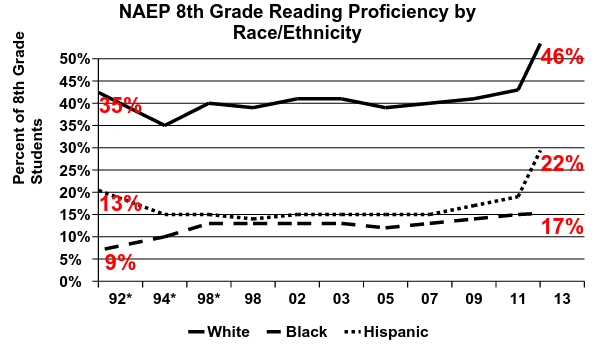 NAEP 8th Grade Reading Proficiency by
Race/Ethnicity
Percent of 8th Grade
Students
50%
45%
40%
35%
30%
25%
20%
15%
10%
5%
0%
35%
46%
13%
22%
9%
17%
92* 94* 98* 98 02 03 05 07 09 11 13
White Black Hispanic